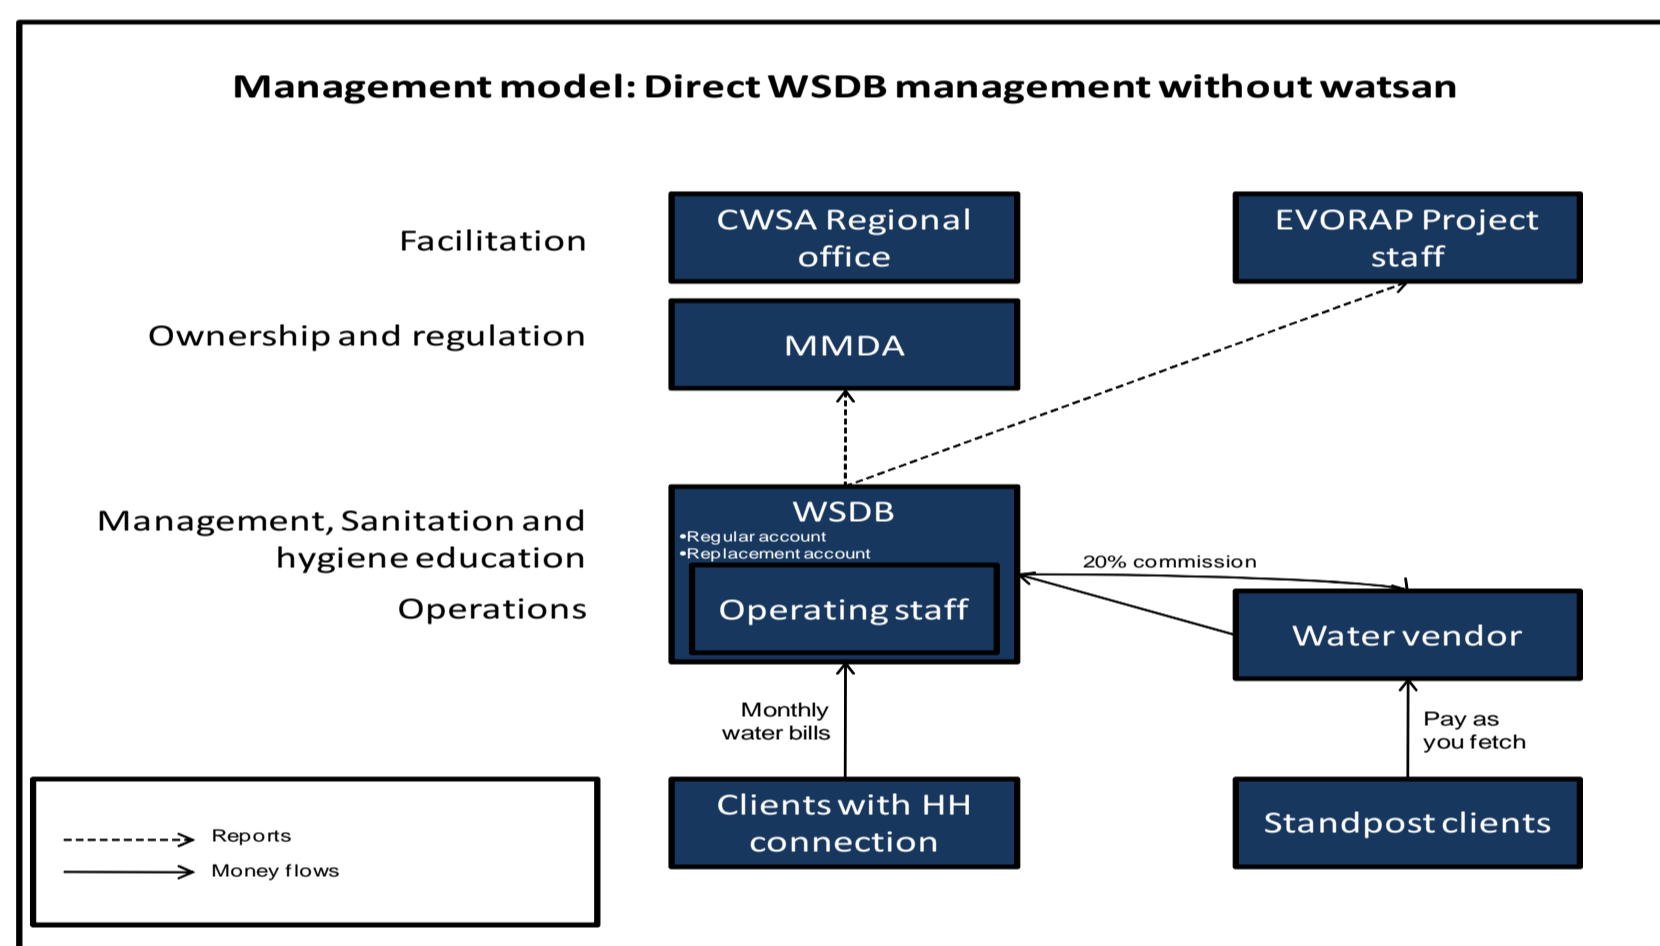 Management model: Direct WSDB management without watsan
Facilitation
CWSA Regional
office
EVORAP Project
staff
Ownership and regulation
MMDA
Management, Sanitation and
hygiene education
Operations
WSDB
•Regular account
•Replacement account
Operating staff
20% commission
Water vendor
Monthly
water bills
Pay as
you fetch
Clients with HH
connection
Standpost clients
Reports
Money flows